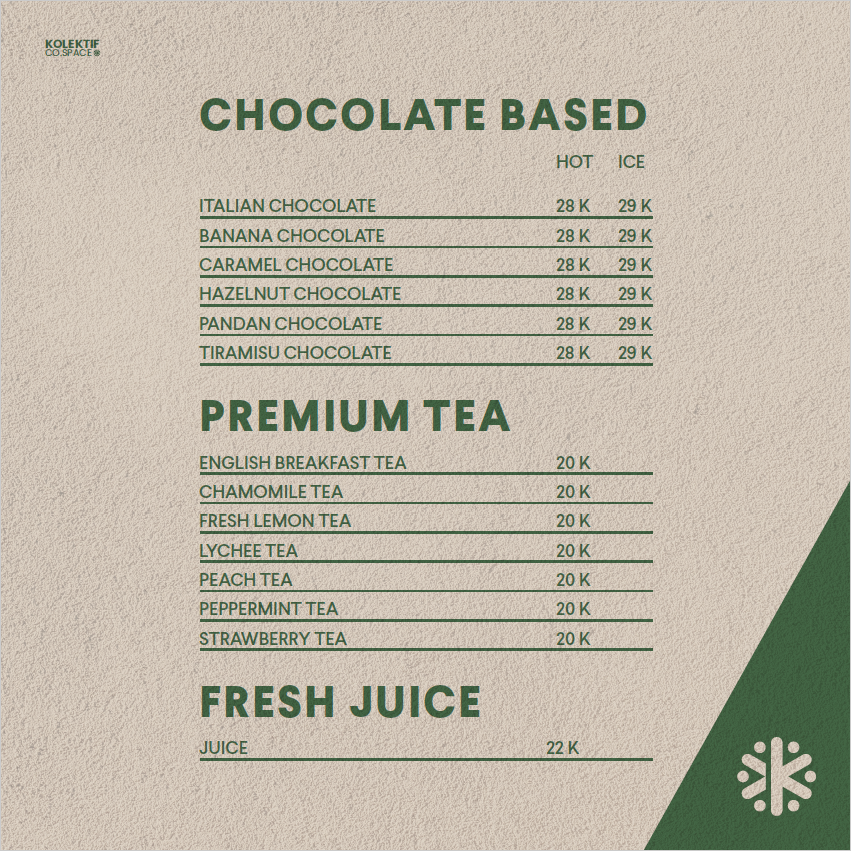 KOLEKTIF
CO.SPACE
CHOCOLATE BASED
HOT ICE
ITALIAN CHOCOLATE 28 K 29 K
BANANA CHOCOLATE 28 K 29 K
CARAMEL CHOCOLATE 28 K 29 K
HAZELNUT CHOCOLATE 28 K 29 K
PANDAN CHOCOLATE 28 K 29 K
TIRAMISU CHOCOLATE 28 K 29 K
PREMIUM TEA
ENGLISH BREAKFAST TEA 20 K
CHAMOMILE TEA 20 K
FRESH LEMON TEA 20 K
LYCHEE TEA 20 K
PEACH TEA 20 K
PEPPERMINT TEA 20 K
STRAWBERRY TEA 20 K
FRESH JUICE
JUICE 22 K